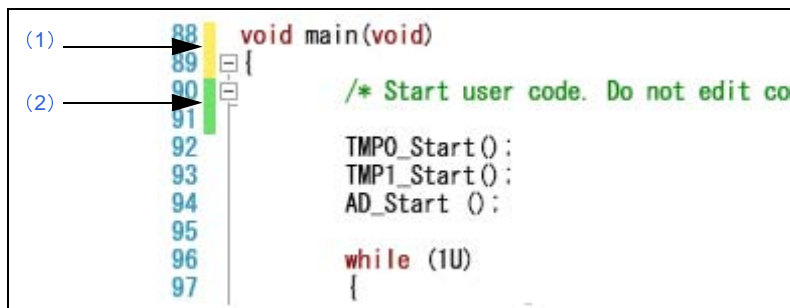 (1) 88 void main(void)
89 {
(2) 90 /* Start user code. Do not edit co
91
92 TMP0_Start();
93 TMP1_Start();
94 AD_Start ();
95
96 while (1U)
97 {